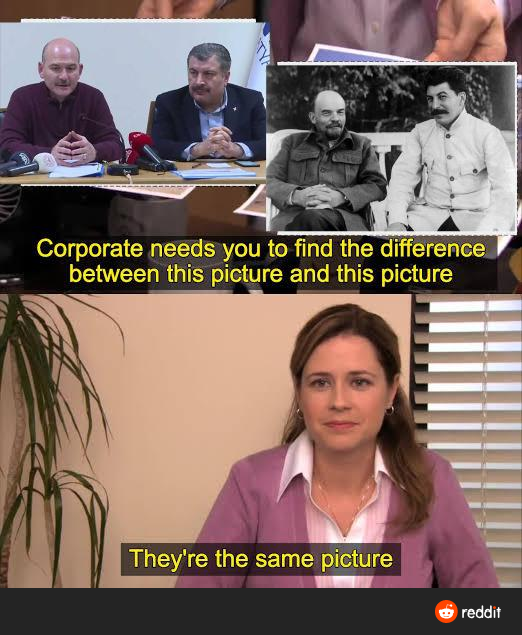 Corporate needs you to find the difference
between this picture and this picture
They're the same picture
reddit